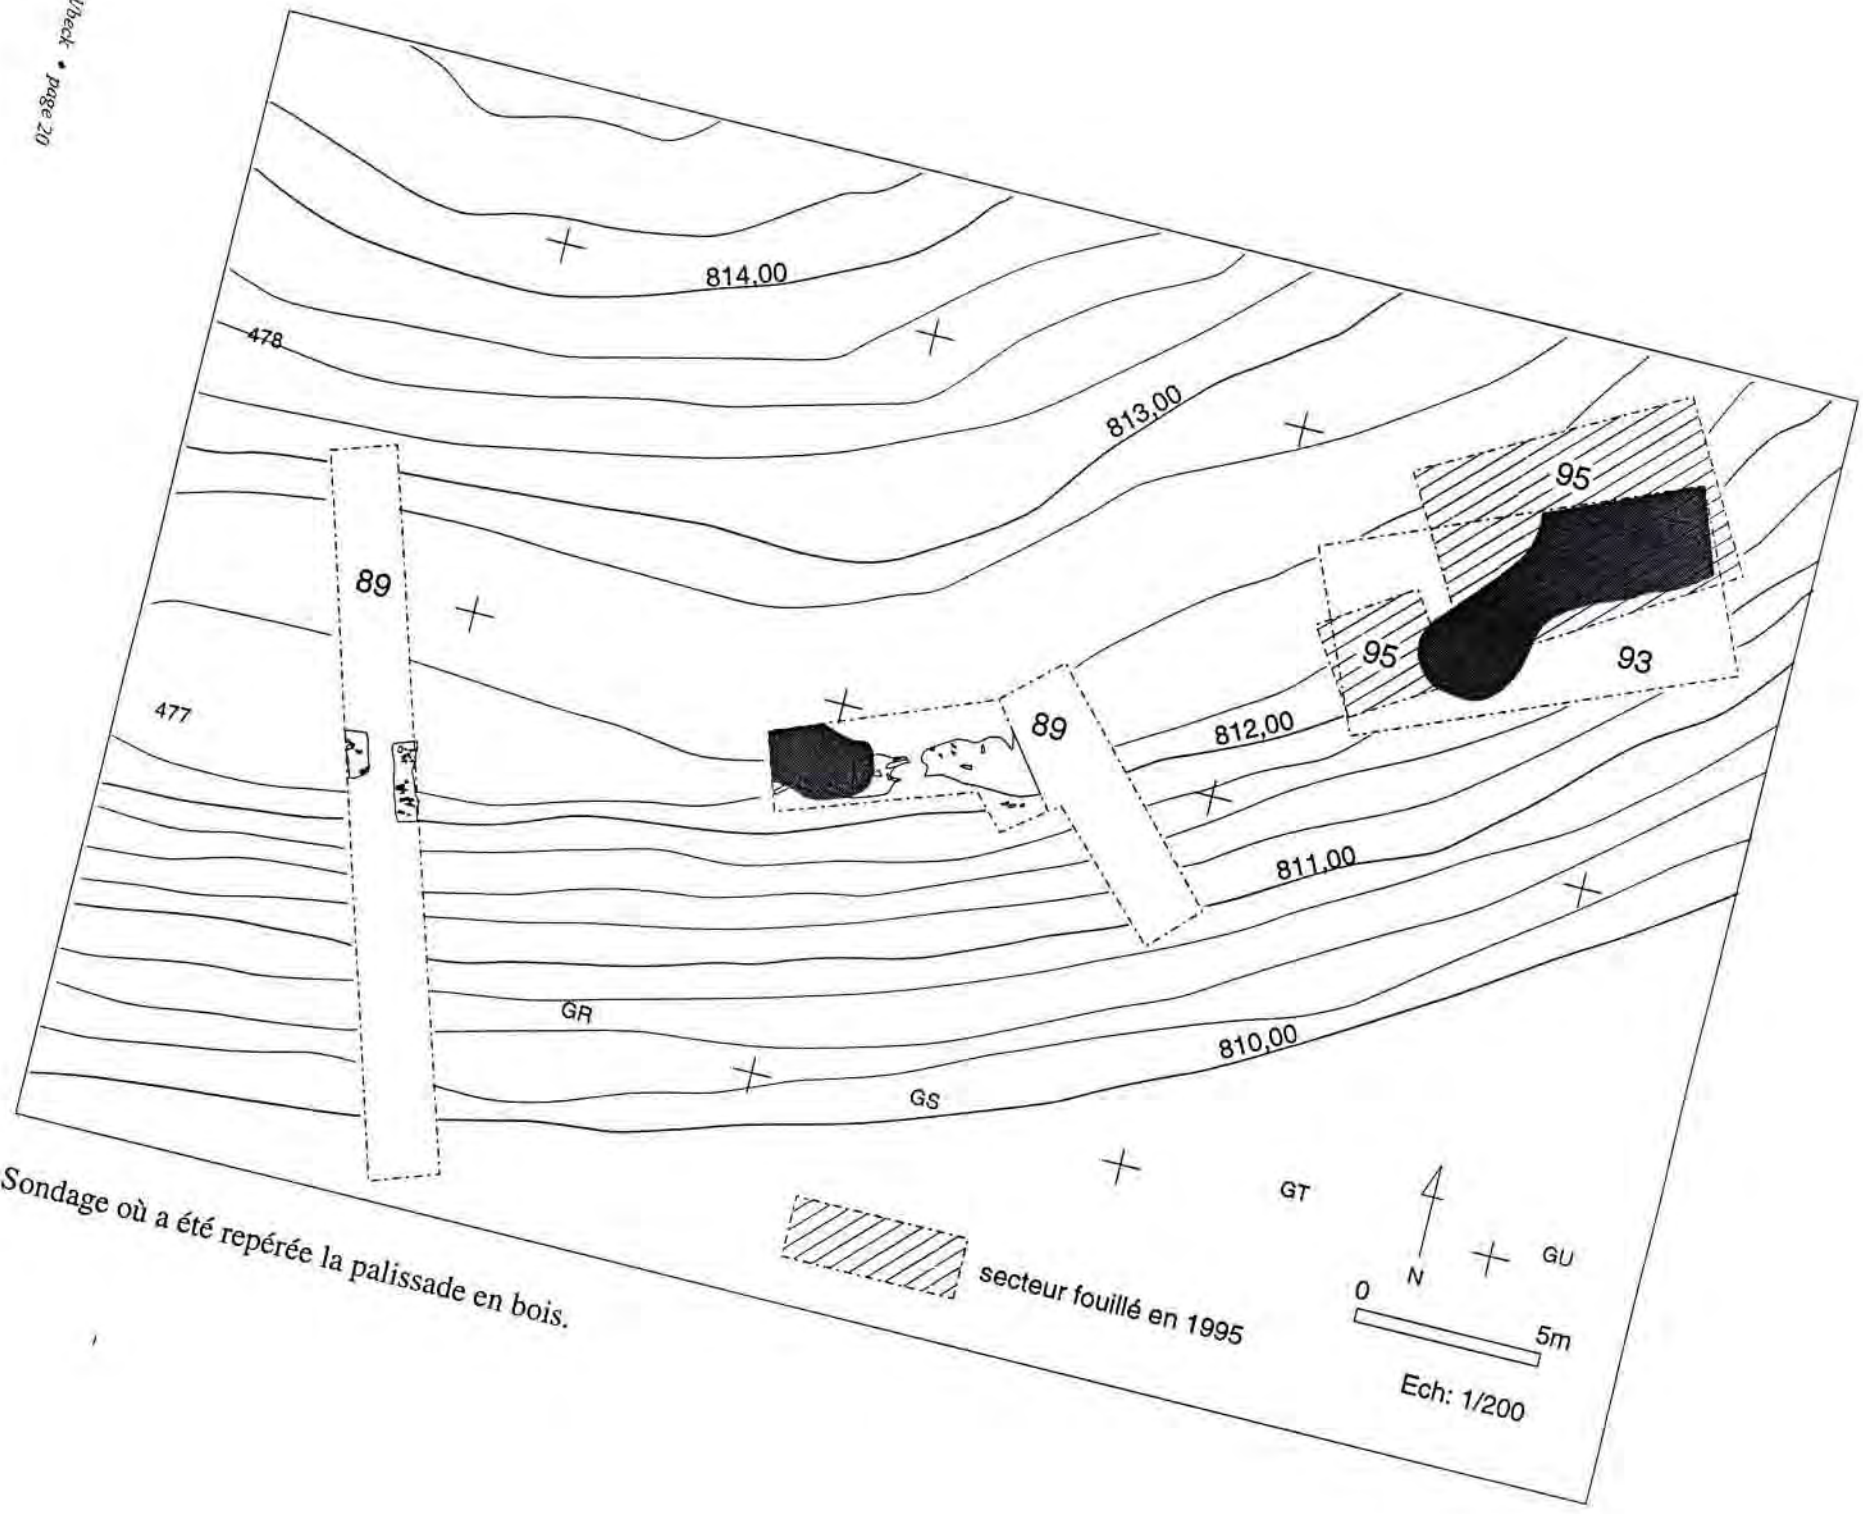 • page 20
814,00
478
813,00
95
89
95
93
477
89
812,00
811,00
GR
810,00
GS
GT
N
GU
0
5m
Ech: 1/200
secteur fouillé en 1995
Sondage où a été repérée la palissade en bois.